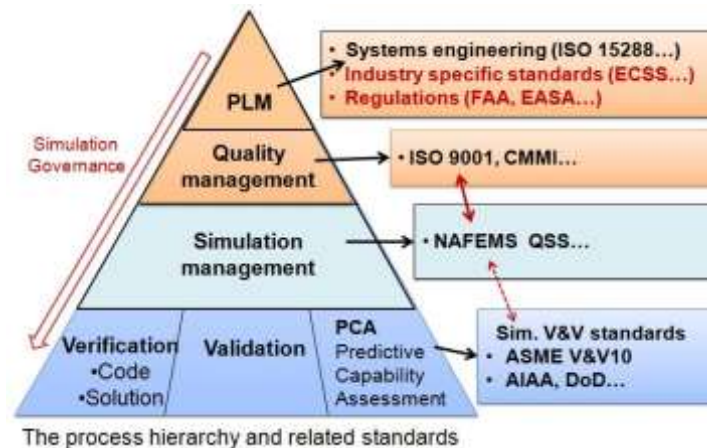 • Systems engineering (ISO 15288…)
• Industry specific standards (ECSS…)
• Regulations (FAA, EASA…)
PLM
Simulation
Governance
Quality
management
• ISO 9001, CMMI…
Simulation
management
• NAFEMS QSS…
Verification
•Code
•Solution
Validation
PCA
Predictive
Capability
Assessment
Sim. V&V standards
• ASME V&V10
• AIAA, DoD…
The process hierarchy and related standards